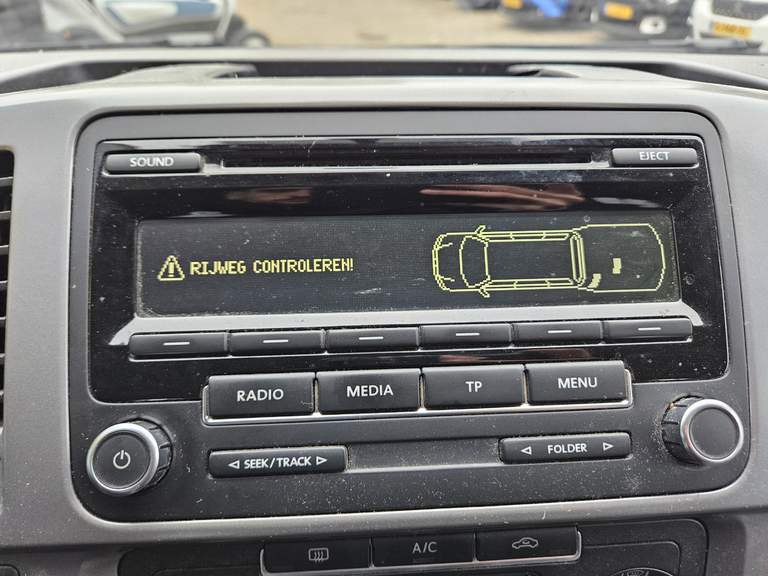 SOUND
EJECT
RIJWEG CONTROLEREN!
RADIO
MEDIA
TP
MENU
SEEK/TRACK
FOLDER
A/C